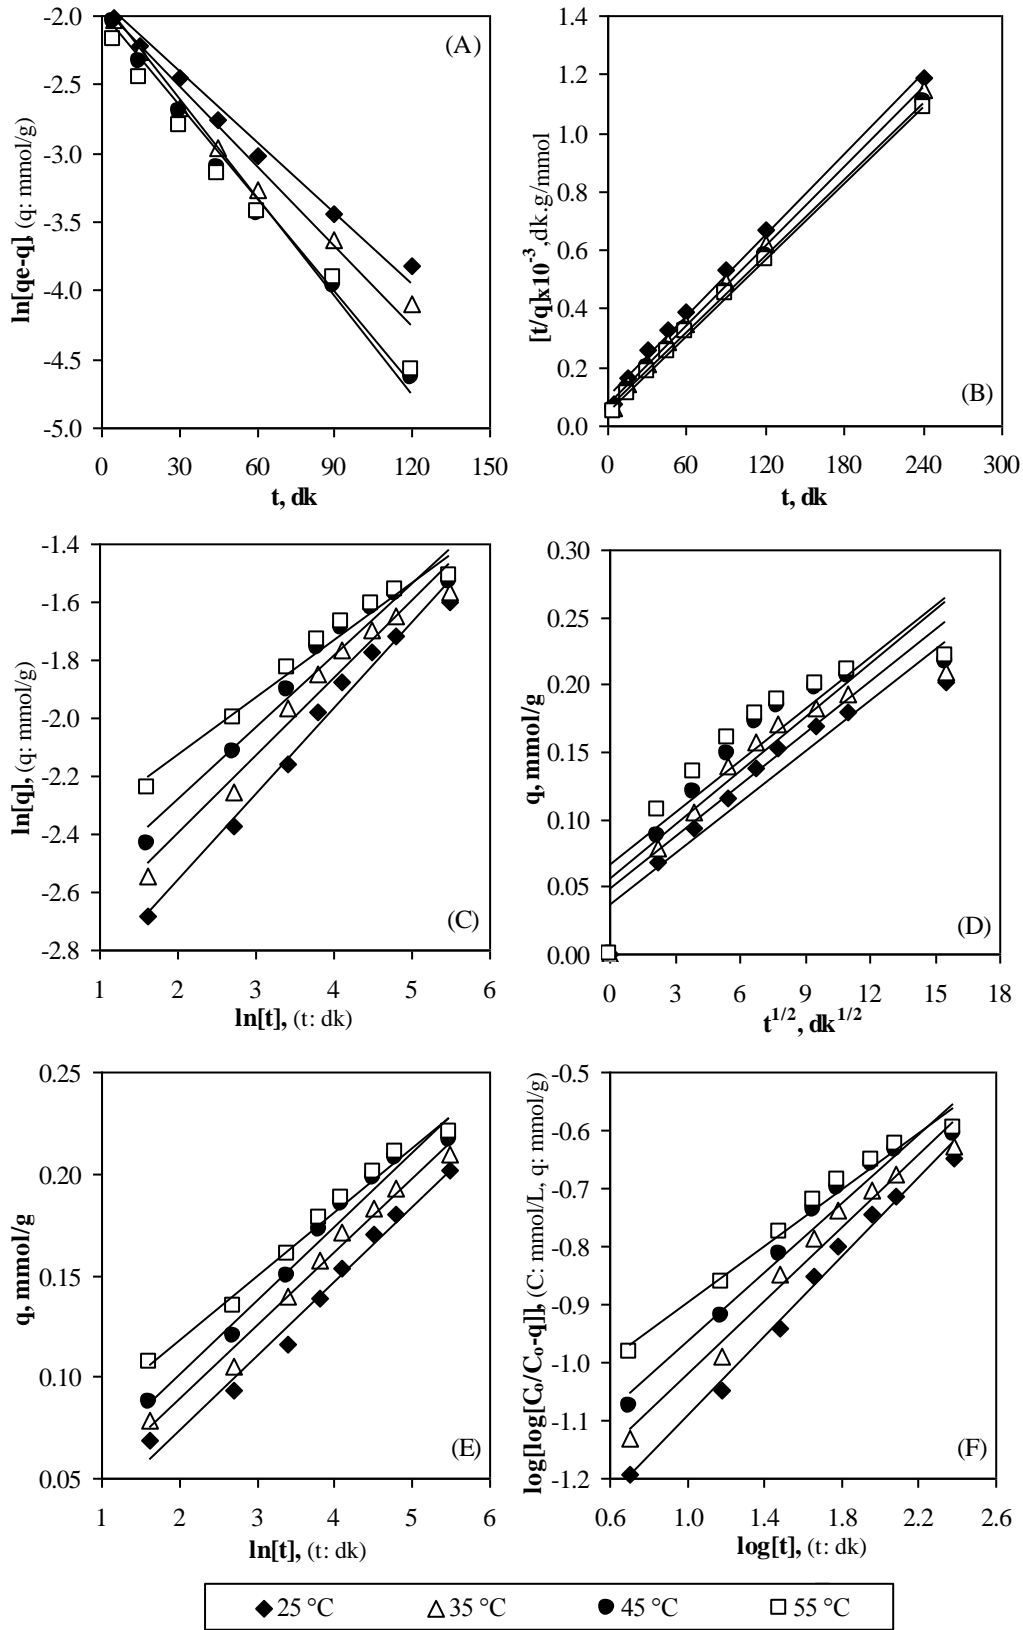 -2.0
-2.5
-3.0
-3.5
-4.0
-4.5
-5.0
ln[qe-q], (q: mmol/g)
(A)
0 30 60 90 120 150
t, dk
1.4
1.2
1.0
0.8
0.6
0.4
0.2
0.0
[t/q]x10⁻³,dk.g/mmol
(B)
0 60 120 180 240 300
t, dk
-1.4
-1.6
-1.8
-2.0
-2.2
-2.4
-2.6
-2.8
ln[q], (q: mmol/g)
(C)
1 2 3 4 5 6
ln[t], (t: dk)
0.30
0.25
0.20
0.15
0.10
0.05
0.00
q, mmol/g
(D)
0 3 6 9 12 15 18
t^1/2, dk^1/2
0.25
0.20
0.15
0.10
0.05
q, mmol/g
(E)
1 2 3 4 5 6
ln[t], (t: dk)
-0.5
-0.6
-0.7
-0.8
-0.9
-1.0
-1.1
-1.2
log[log[Cₒ/Cₒ-q]], (C: mmol/L, q: mmol/g)
(F)
0.6 1.0 1.4 1.8 2.2 2.6
log[t], (t: dk)
25 °C 35 °C 45 °C 55 °C